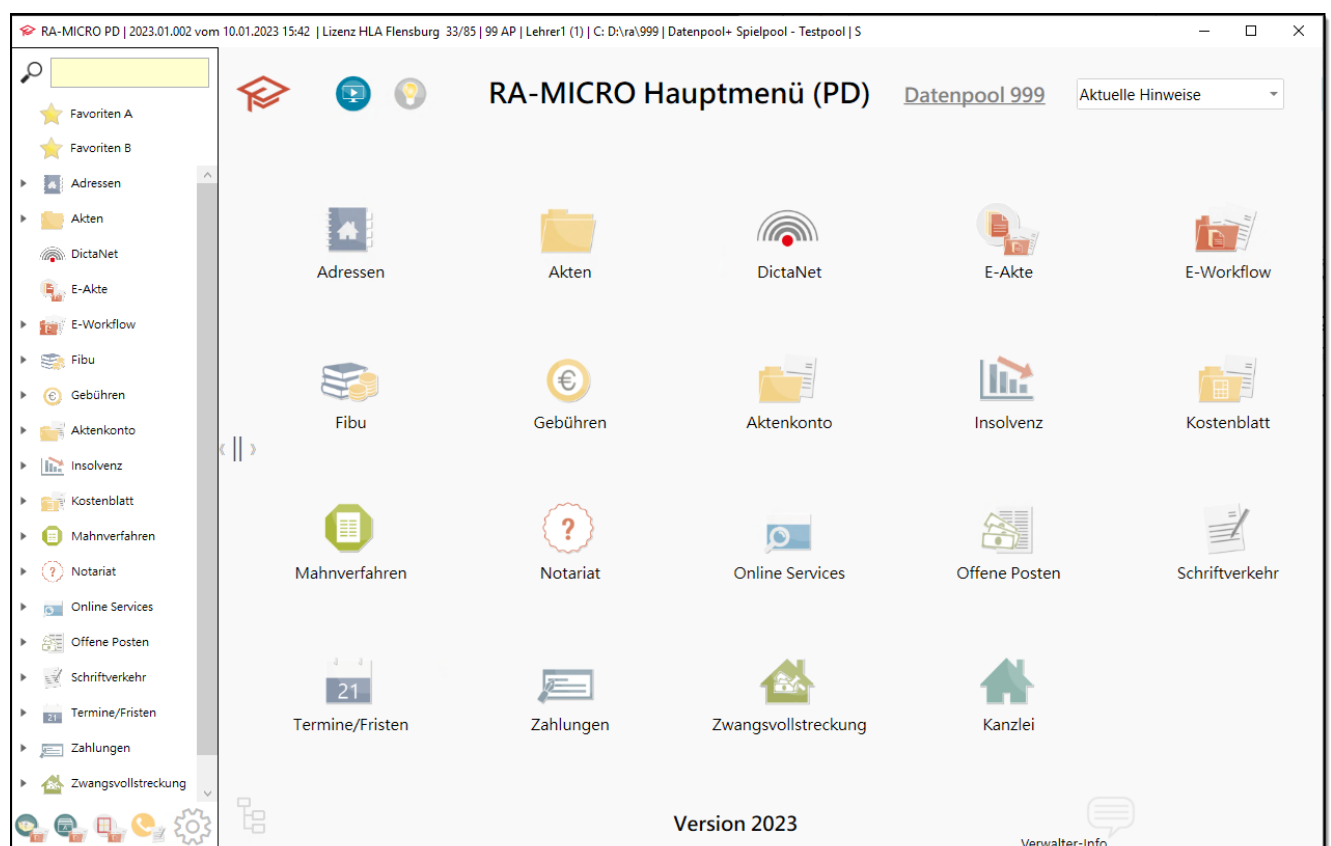 RA-MICRO PD | 2023.01.002 vom 10.01.2023 15:42 | Lizenz HLA Flensburg 33/85 | 99 AP | Lehrer1 (1) | C: D:\ra\999 | Datenpool+ Spielpool - Testpool | S
RA-MICRO Hauptmenü (PD)
Datenpool 999
Aktuelle Hinweise
Favoriten A
Favoriten B
Adressen
Akten
DictaNet
E-Akte
E-Workflow
Fibu
Gebühren
Aktenkonto
Insolvenz
Kostenblatt
Mahnverfahren
Notariat
Online Services
Offene Posten
Schriftverkehr
21
Termine/Fristen
Zahlungen
Zwangsvollstreckung
Adressen
Akten
DictaNet
E-Akte
E-Workflow
Fibu
Gebühren
Aktenkonto
Insolvenz
Kostenblatt
Mahnverfahren
Notariat
Online Services
Offene Posten
Schriftverkehr
21
Termine/Fristen
Zahlungen
Zwangsvollstreckung
Kanzlei
Version 2023
Verwalter-Info